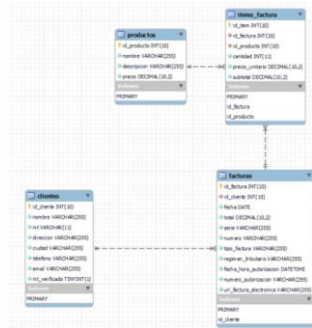 productos
id_producto INT(10)
nombre VARCHAR(255)
descripcion VARCHAR(255)
precio DECIMAL(10,2)
Indexes
PRIMARY
items_factura
id_item INT(10)
id_factura INT(10)
id_producto INT(10)
cantidad INT(11)
precio_unitario DECIMAL(10,2)
subtotal DECIMAL(10,2)
Indexes
PRIMARY
id_factura
id_producto
clientes
id_cliente INT(10)
nombre VARCHAR(255)
VARCHAR(11)
direccion VARCHAR(255)
ciudad VARCHAR(255)
telefono VARCHAR(255)
email VARCHAR(255)
TINYINT(1)
Indexes
PRIMARY
facturas
id_factura INT(10)
id_cliente INT(10)
fecha DATE
total DECIMAL(10,2)
serie VARCHAR(255)
numero VARCHAR(255)
tipo_factura VARCHAR(255)
regimen_tributario VARCHAR(255)
fecha_hora_autorizacion DATETIME
numero_autorizacion VARCHAR(255)
url_factura_electronica VARCHAR(255)
Indexes
PRIMARY
id_cliente